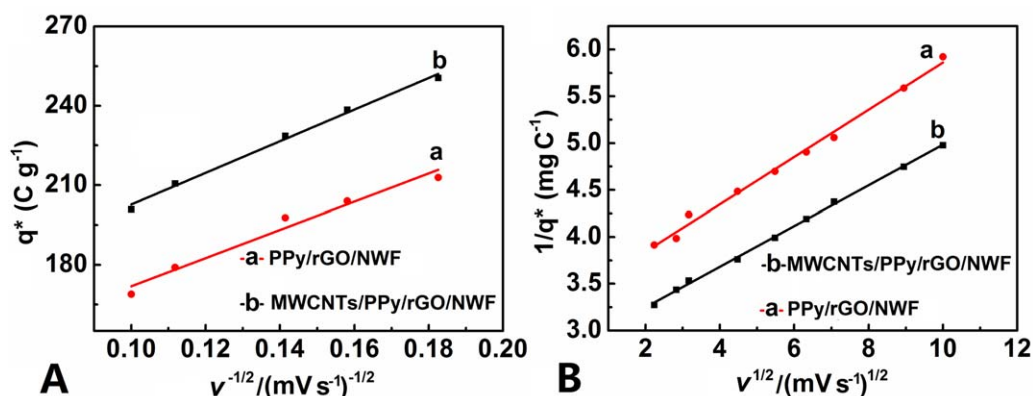 270
240
210
180
q* (C g⁻¹)
b
a
-a- PPy/rGO/NWF
-b- MWCNTs/PPy/rGO/NWF
0.10 0.12 0.14 0.16 0.18 0.20
A
v⁻¹/²/(mV s⁻¹)⁻¹/²
6.0
5.5
5.0
4.5
4.0
3.5
3.0
1/q* (mg C⁻¹)
a
b
-b-MWCNTs/PPy/rGO/NWF
a PPy/rGO/NWF
2 4 6 8 10 12
B
v¹/²/(mV s⁻¹)¹/²